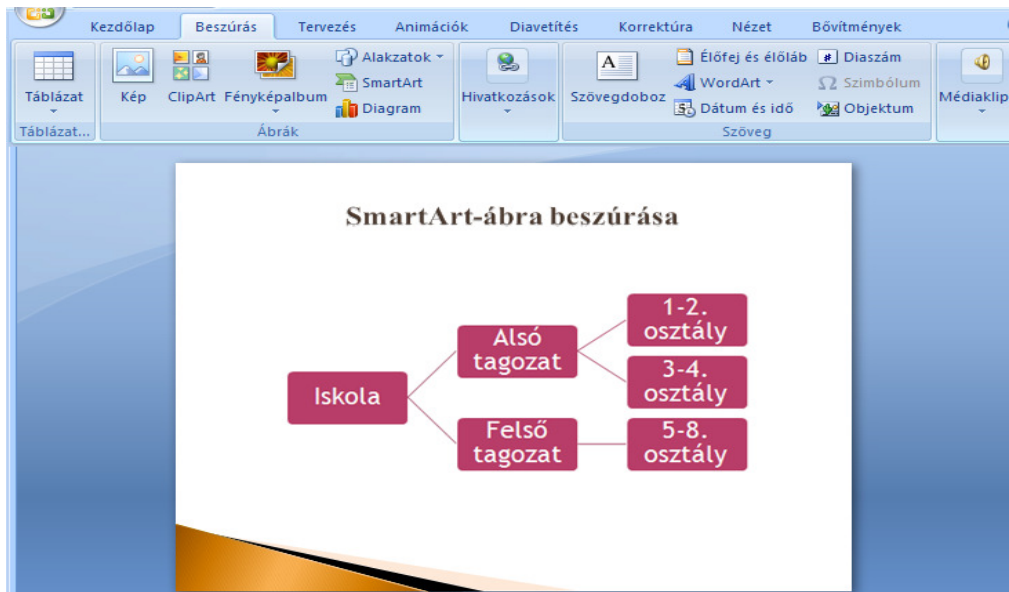 Kezdőlap Beszúrás Tervezés Animációk Diavetítés Korrektúra Nézet Bővítmények
Táblázat
Kép
ClipArt
Fényképalbum
Alakzatok
SmartArt
Diagram
Hivatkozások
Szövegdoboz
A
Élőfej és élőláb
WordArt
Dátum és idő
# Diaszám
Ω Szimbólum
Objektum
Médiaklip
Táblázat... Ábrák Szöveg
SmartArt-ábra beszúrása
Iskola
Alsó
tagozat
1-2.
osztály
3-4.
osztály
Felső
tagozat
5-8.
osztály